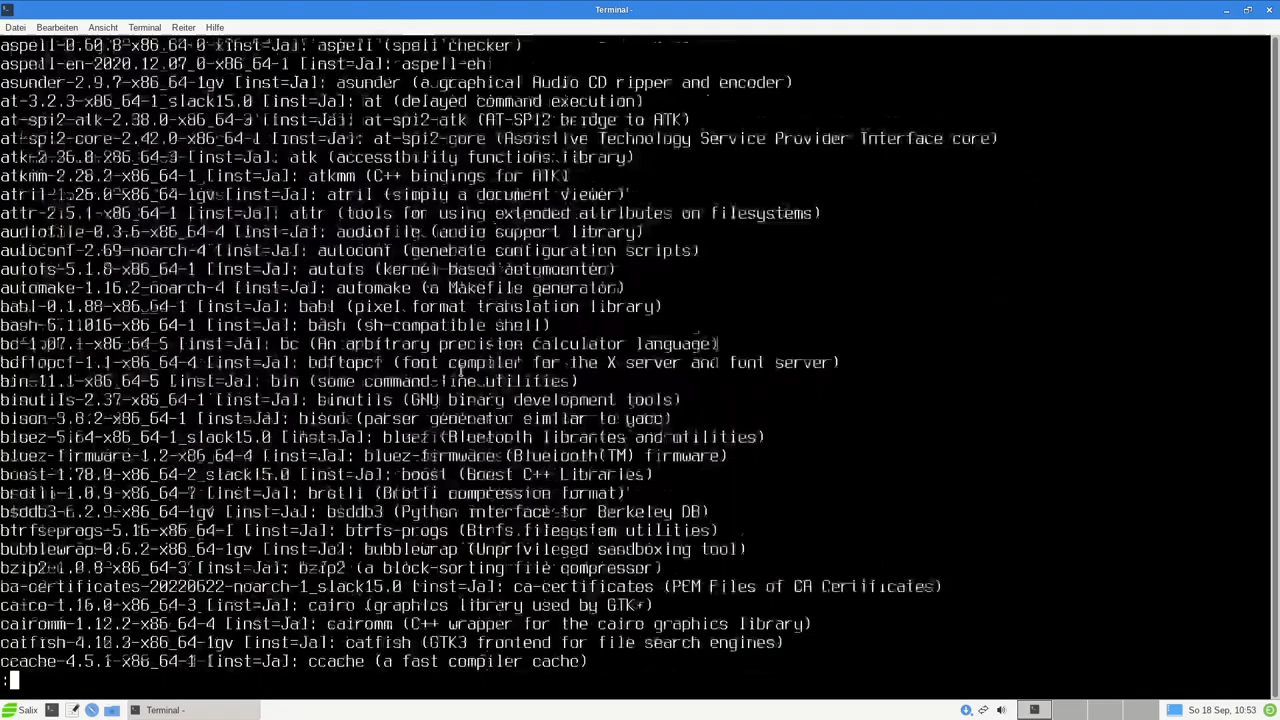 Terminal -
Datei Bearbeiten Ansicht Terminal Reiter Hilfe
aspell-0.60.8-x86_64-0 [inst=Ja]: aspell (spell checker)
aspell-en-2020.12.07_0-x86_64-1 [inst=Ja]: aspell-en
asunder-2.9.7-x86_64-1gv [inst=Ja]: asunder (a graphical Audio CD ripper and encoder)
at-3.2.3-x86_64-1_slack15.0 [inst=Ja]: at (delayed command execution)
at-spi2-atk-2.38.0-x86_64-3 [inst=Ja]: at-spi2-atk (AT-SPI2 bridge to ATK)
at-spi2-core-2.42.0-x86_64-1 [inst=Ja]: at-spi2-core (Assistive Technology Service Provider Interface core)
atk-2.36.0-x86_64-3 [inst=Ja]: atk (accessibility functions library)
atkmm-2.28.2-x86_64-1 [inst=Ja]: atkmm (C++ bindings for ATK)
atril-1.26.0-x86_64-1gv [inst=Ja]: atril (simply a document viewer)
attr-2.5.1-x86_64-1 [inst=Ja]: attr (tools for using extended attributes on filesystems)
audiofile-0.3.6-x86_64-4 [inst=Ja]: audiofile (audio support library)
autoconf-2.69-noarch-4 [inst=Ja]: autoconf (generate configuration scripts)
autofs-5.1.8-x86_64-1 [inst=Ja]: autofs (kernel based automounter)
automake-1.16.2-noarch-4 [inst=Ja]: automake (a Makefile generator)
babl-0.1.88-x86_64-1 [inst=Ja]: babl (pixel format translation library)
bash-5.1.016-x86_64-1 [inst=Ja]: bash (sh-compatible shell)
bc-1.07.1-x86_64-5 [inst=Ja]: bc (An arbitrary precision calculator language)
bdftopcf-1.1-x86_64-4 [inst=Ja]: bdftopcf (font compiler for the X server and font server)
bin-11.1-x86_64-5 [inst=Ja]: bin (some command-line utilities)
binutils-2.37-x86_64-1 [inst=Ja]: binutils (GNU binary development tools)
bison-3.8.2-x86_64-1 [inst=Ja]: bison (parser generator similar to yacc)
bluez-5.64-x86_64-1_slack15.0 [inst=Ja]: bluez (Bluetooth libraries and utilities)
bluez-firmware-1.2-x86_64-4 [inst=Ja]: bluez-firmware (Bluetooth(TM) firmware)
boost-1.78.0-x86_64-2_slack15.0 [inst=Ja]: boost (Boost C++ Libraries)
brotli-1.0.9-x86_64-7 [inst=Ja]: brotli (Brotli compression format)
bsddb3-6.2.9-x86_64-1gv [inst=Ja]: bsddb3 (Python interface for Berkeley DB)
btrfs-progs-5.16-x86_64-1 [inst=Ja]: btrfs-progs (Btrfs filesystem utilities)
bubblewrap-0.6.2-x86_64-1gv [inst=Ja]: bubblewrap (Unprivileged sandboxing tool)
bzip2-1.0.8-x86_64-3 [inst=Ja]: bzip2 (a block-sorting file compressor)
ca-certificates-20220622-noarch-1_slack15.0 [inst=Ja]: ca-certificates (PEM Files of CA Certificates)
cairo-1.16.0-x86_64-3 [inst=Ja]: cairo (graphics library used by GTK+)
cairomm-1.12.2-x86_64-4 [inst=Ja]: cairomm (C++ wrapper for the cairo graphics library)
catfish-4.10.3-x86_64-1gv [inst=Ja]: catfish (GTK3 frontend for file search engines)
ccache-4.5.1-x86_64-1 [inst=Ja]: ccache (a fast compiler cache)
:
Salix Terminal - So 18 Sep, 10:53